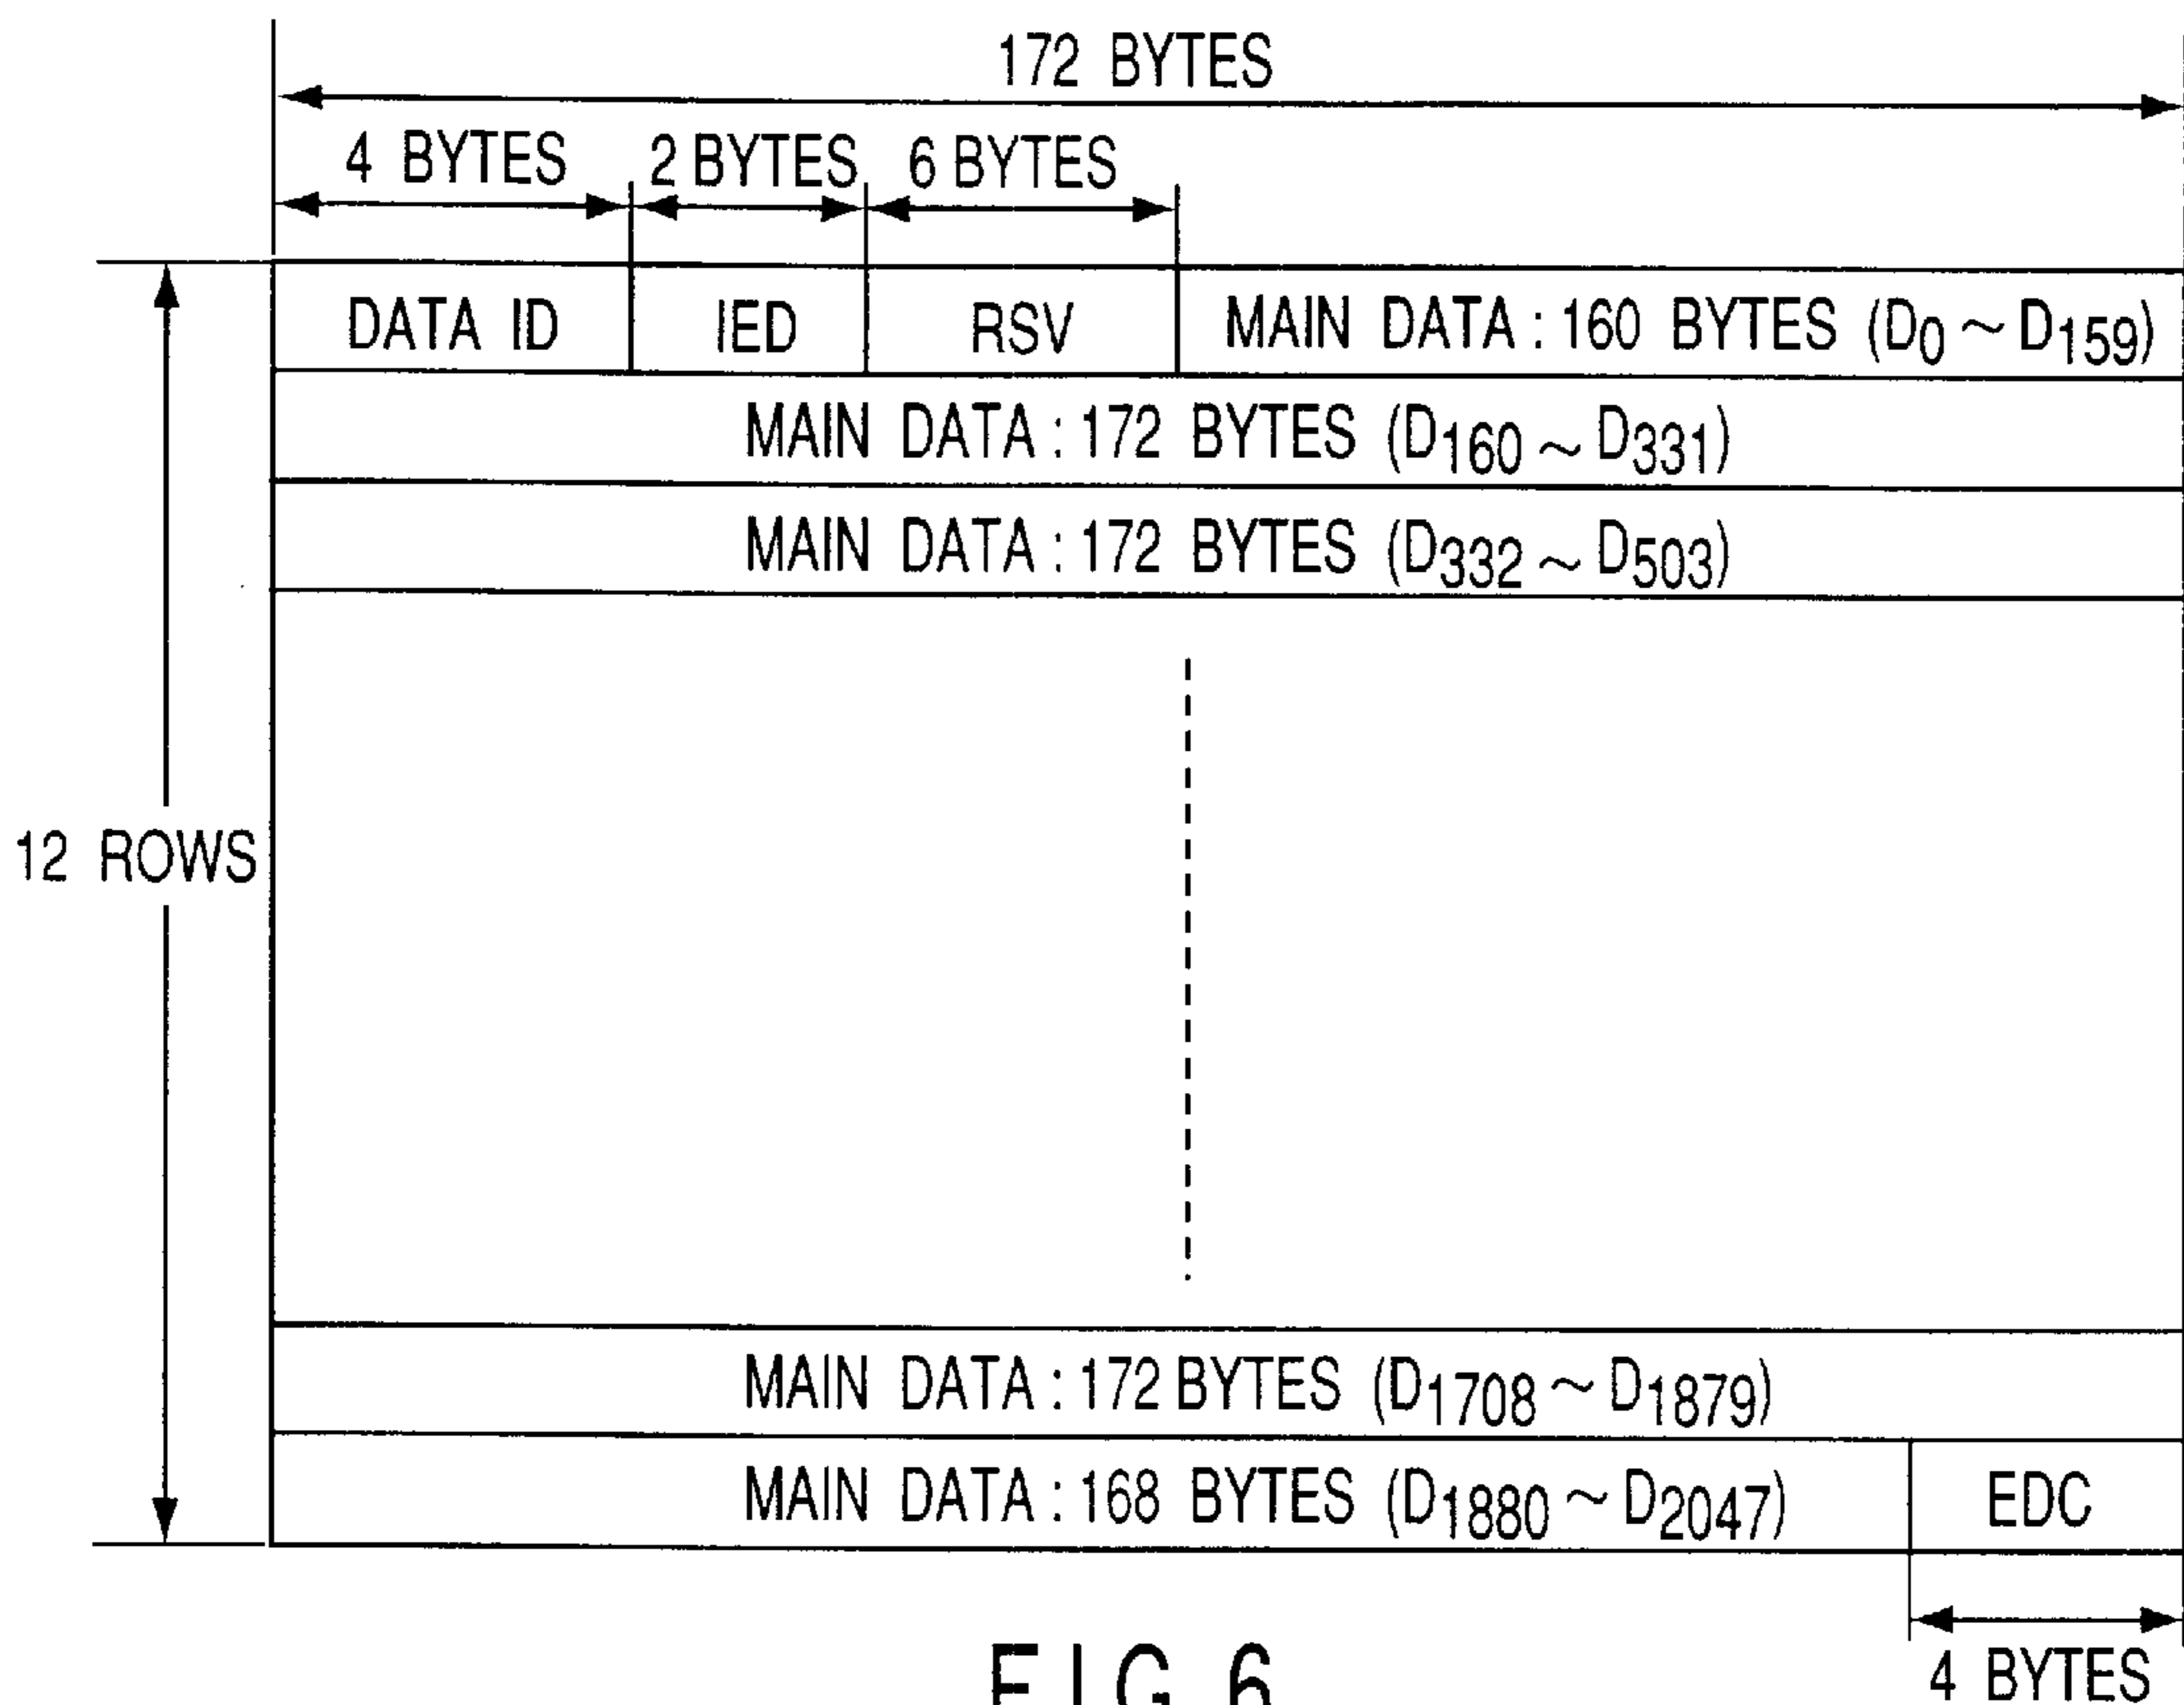 172 BYTES
4 BYTES 2 BYTES 6 BYTES
DATA ID IED RSV MAIN DATA : 160 BYTES (D0 ~ D159)
MAIN DATA : 172 BYTES (D160 ~ D331)
MAIN DATA : 172 BYTES (D332 ~ D503)
12 ROWS
MAIN DATA : 172 BYTES (D1708 ~ D1879)
MAIN DATA : 168 BYTES (D1880 ~ D2047) EDC
4 BYTES
FIG 6